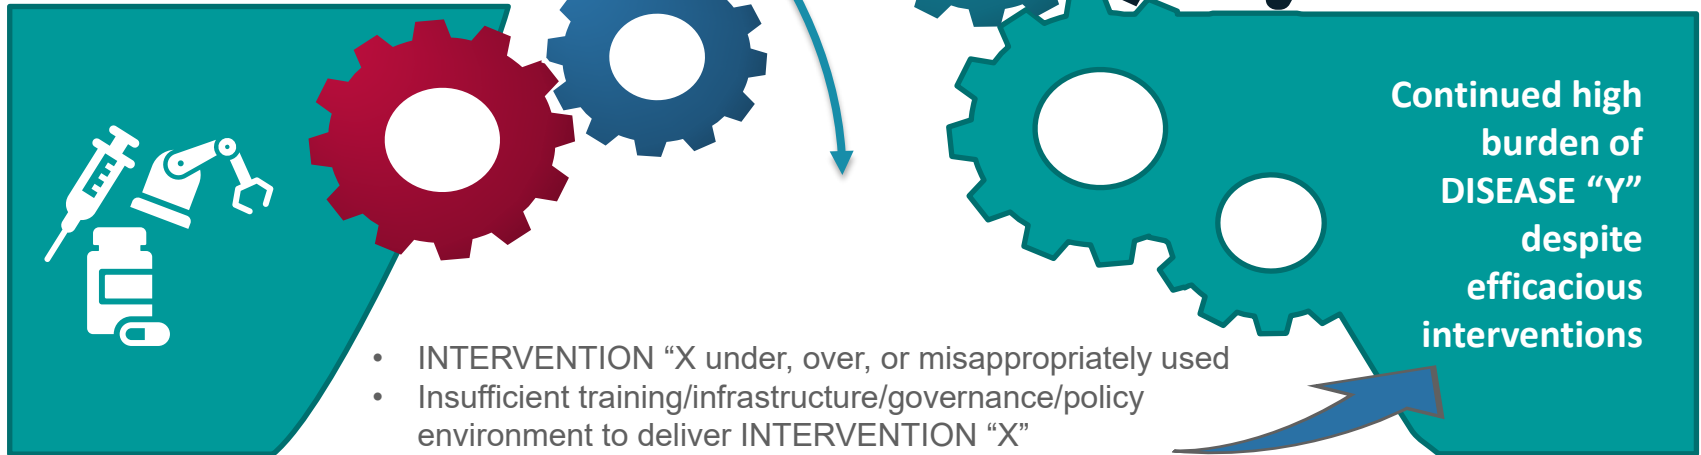 Continued high
burden of
DISEASE “Y”
despite
efficacious
interventions
• INTERVENTION “X under, over, or misappropriately used
• Insufficient training/infrastructure/governance/policy
environment to deliver INTERVENTION “X”